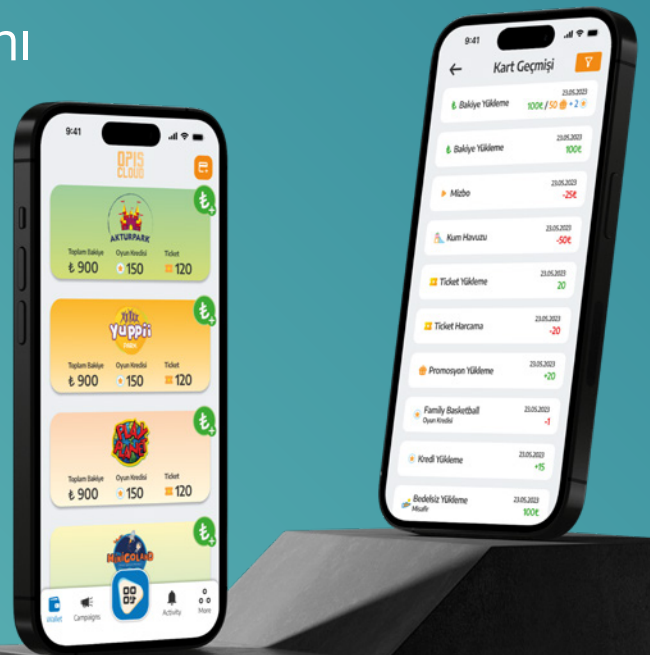 nı
9:41
OPIS
CLOUD
AKTURPARK
Toplam Bakiye Oyun Kredisi Ticket
₺ 900 150 120
Yuppii
PARK
Toplam Bakiye Oyun Kredisi Ticket
₺ 900 150 120
PLAY
PLANET
Toplam Bakiye Oyun Kredisi Ticket
₺ 900 150 120
Wallet Campaigns Activity More
9:41
Kart Geçmişi
23.05.2023
Bakiye Yükleme 100₺ / 50 + 2
23.05.2023
Bakiye Yükleme 100₺
23.05.2023
Mizbo -25₺
23.05.2023
Kum Havuzu -50₺
23.05.2023
Ticket Yükleme 20
23.05.2023
Ticket Harcama -20
23.05.2023
Promosyon Yükleme +20
Family Basketball 23.05.2023
Oyun Kredisi -1
23.05.2023
Kredi Yükleme +15
Bedelsiz Yükleme 23.05.2023
Misafir 100₺